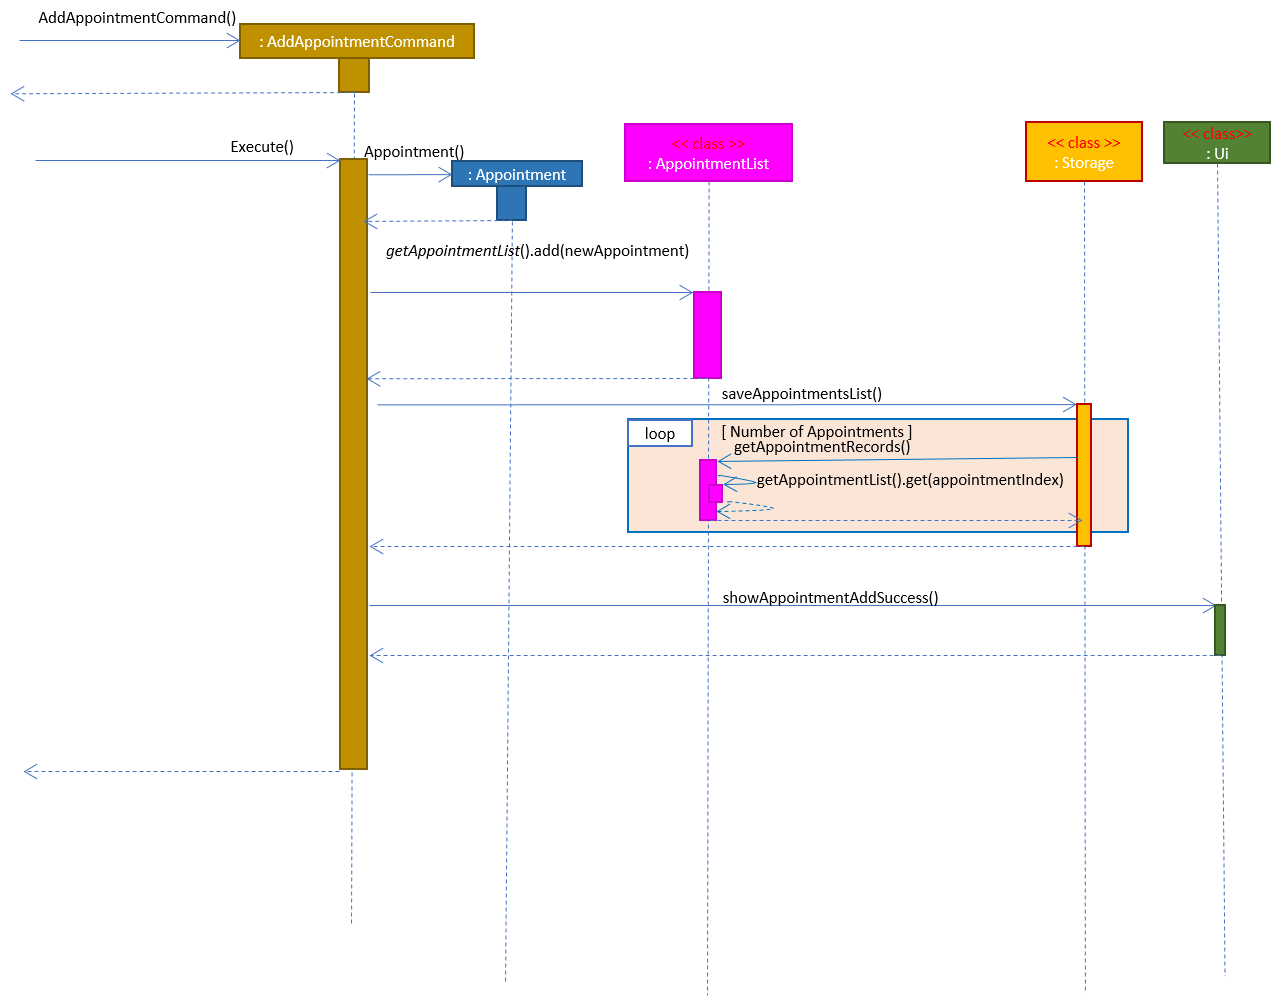 AddAppointmentCommand()
: AddAppointmentCommand
Execute()
Appointment()
: Appointment
<< class >>
: AppointmentList
<< class >>
: Storage
<< class>>
: Ui
getAppointmentList().add(newAppointment)
saveAppointmentsList()
loop
[ Number of Appointments ]
getAppointmentRecords()
getAppointmentList().get(appointmentIndex)
showAppointmentAddSuccess()